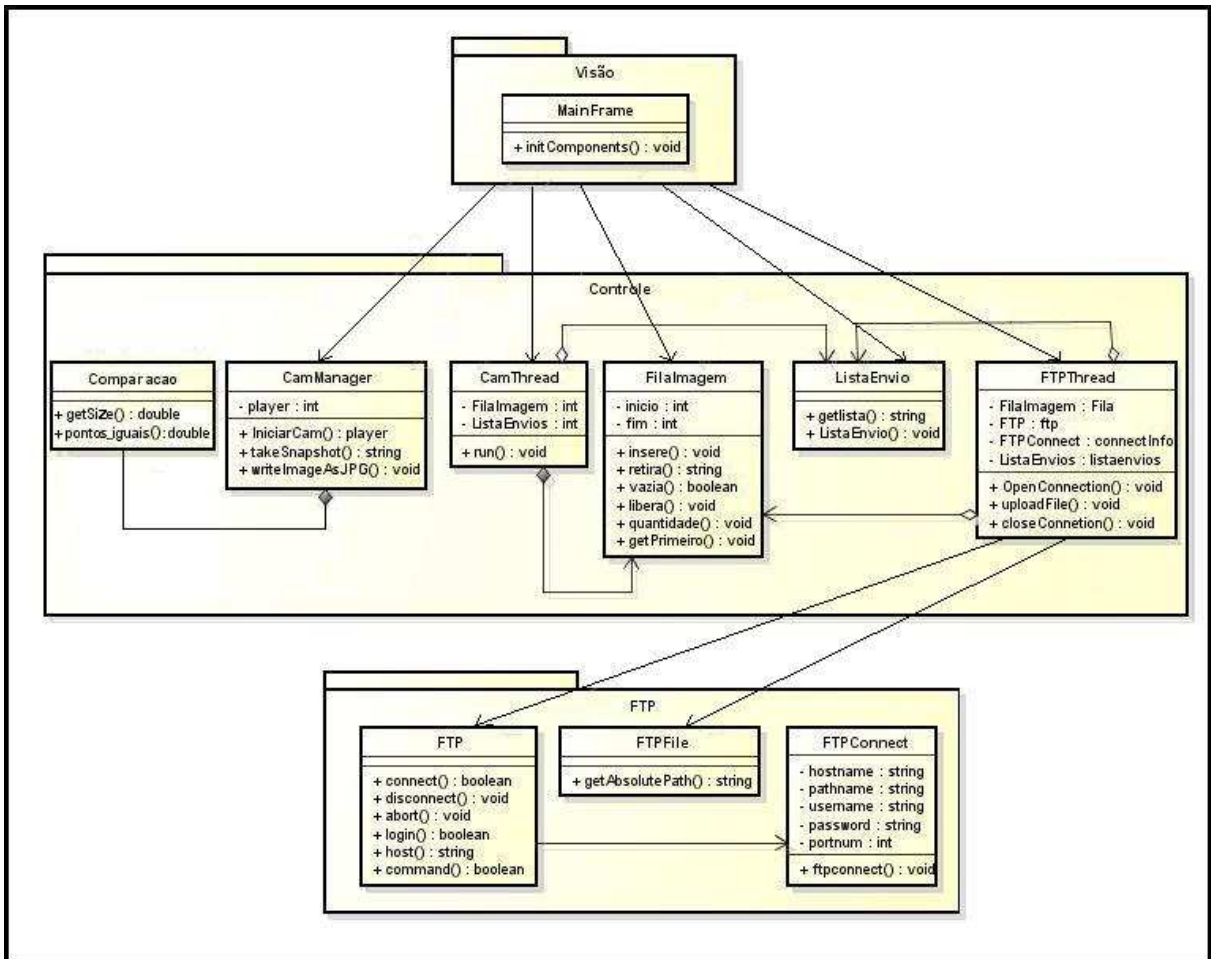 Visão
MainFrame
+ initComponents() : void
Controle
Comparacao
+ getSize() : double
+ pontos_iguais():double
CamManager
- player : int
+ IniciarCam() : player
+ takeSnapshot() : string
+ writeImageAsJPG() : void
CamThread
- FilaImagem : int
- ListaEnvios : int
+ run() : void
FilaImagem
- inicio : int
- fim : int
+ insere() : void
+ retira() : string
+ vazia() : boolean
+ libera() : void
+ quantidade() : void
+ getPrimeiro() : void
ListaEnvio
+ getlista() : string
+ ListaEnvio() : void
FTPThread
- FilaImagem : Fila
- FTP : ftp
- FTPConnect : connectInfo
- ListaEnvios : listaenvios
+ OpenConnection() : void
+ uploadFile() : void
+ closeConnetion() : void
FTP
FTP
+ connect() : boolean
+ disconnect() : void
+ abort() : void
+ login() : boolean
+ host() : string
+ command() : boolean
FTPFile
+ getAbsolutePath() : string
FTPConnect
- hostname : string
- pathname : string
- username : string
- password : string
- portnum : int
+ ftpconnect() : void